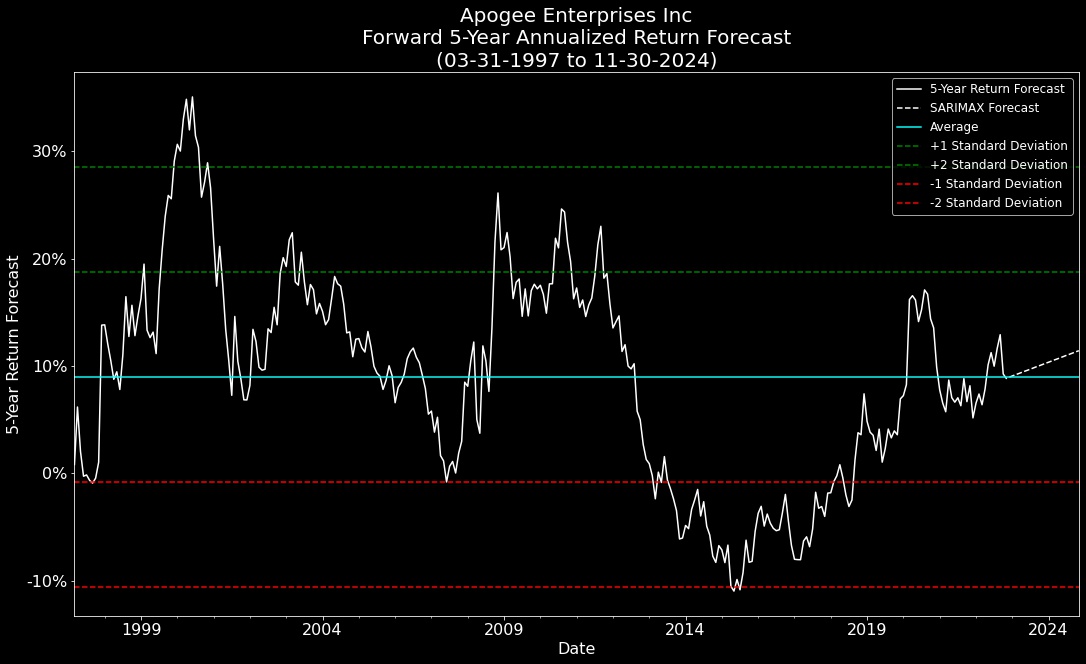 Apogee Enterprises Inc
Forward 5-Year Annualized Return Forecast
(03-31-1997 to 11-30-2024)
5-Year Return Forecast
SARIMAX Forecast
Average
+1 Standard Deviation
+2 Standard Deviation
-1 Standard Deviation
-2 Standard Deviation
5-Year Return Forecast
30%
20%
10%
0%
-10%
1999 2004 2009 2014 2019 2024
Date